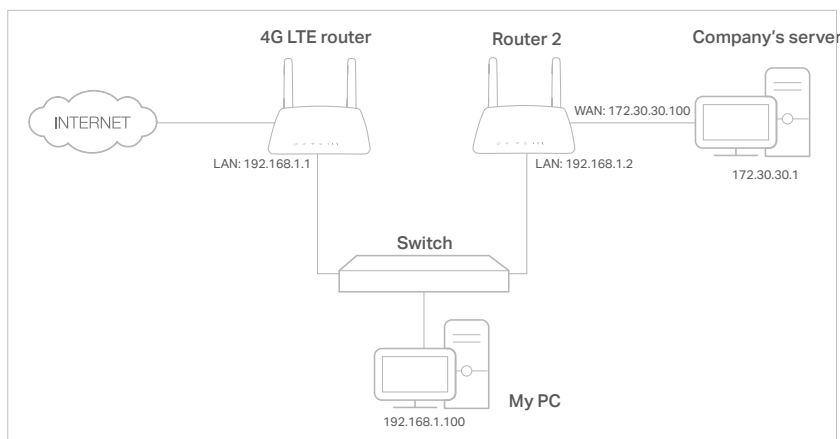 4G LTE router
Router 2
Company's server
INTERNET
WAN: 172.30.30.100
LAN: 192.168.1.1
LAN: 192.168.1.2
172.30.30.1
Switch
My PC
192.168.1.100